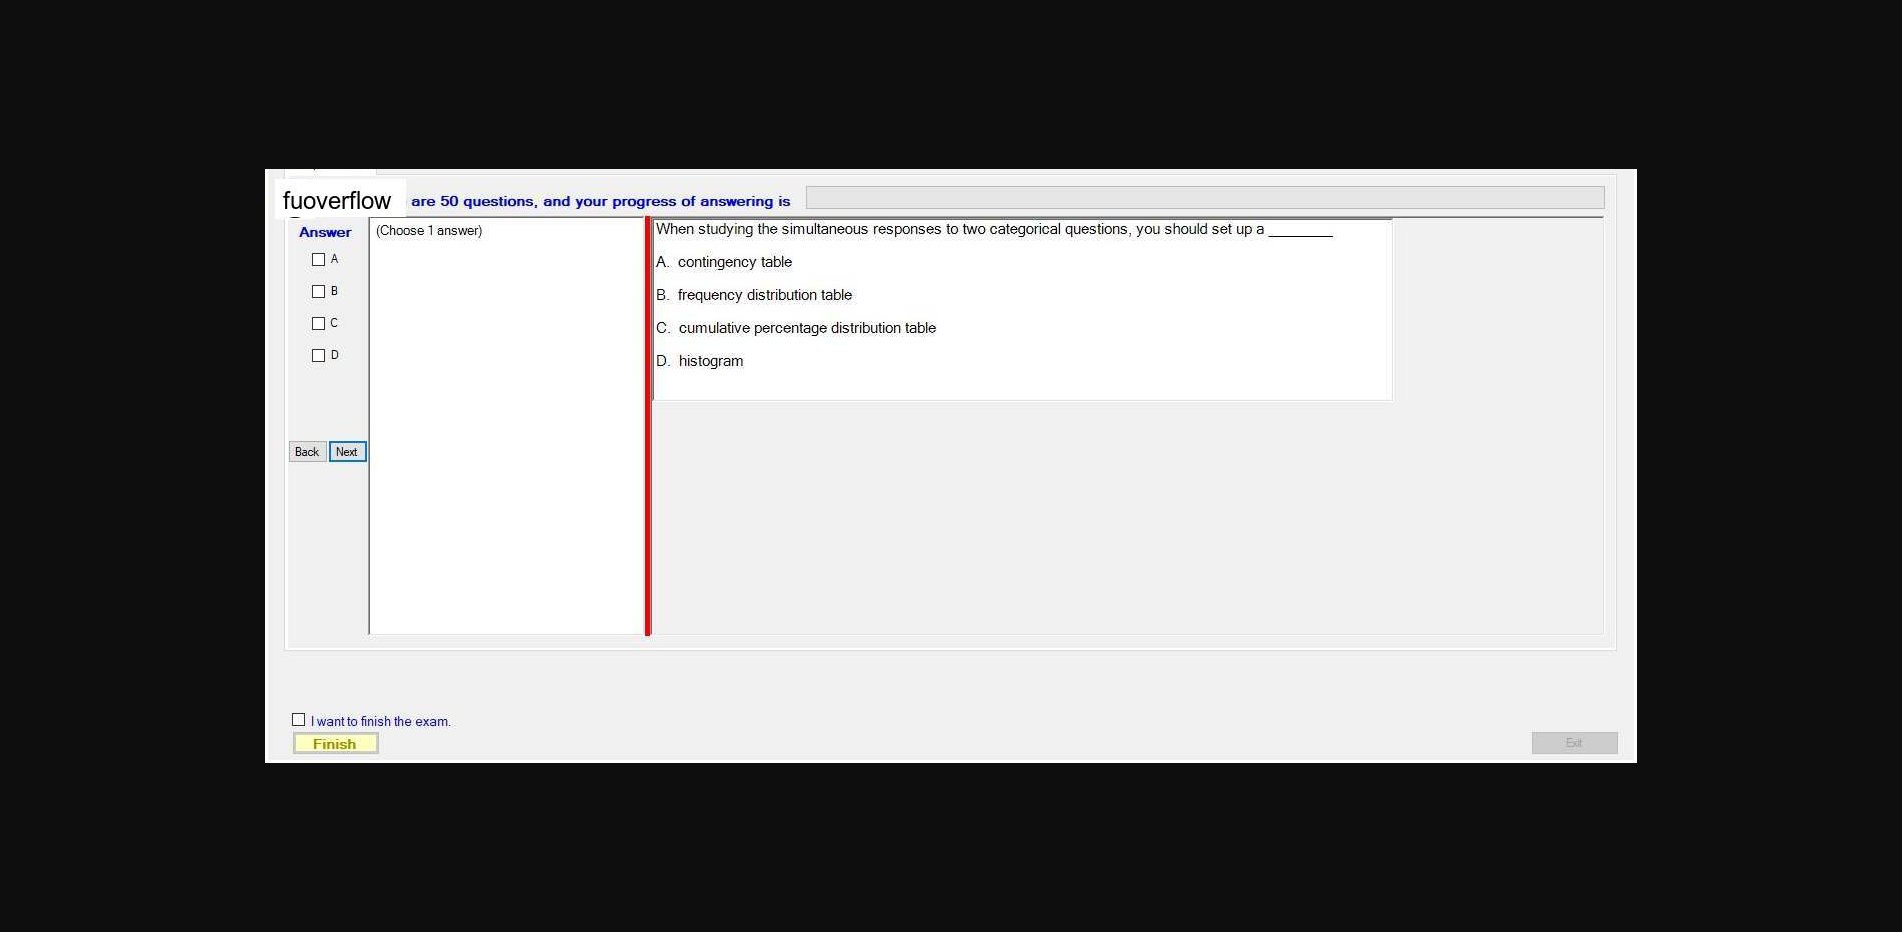 fuoverflow are 50 questions, and your progress of answering is
Answer
(Choose 1 answer)
A
B
C
D
Back Next
When studying the simultaneous responses to two categorical questions, you should set up a ________
A. contingency table
B. frequency distribution table
C. cumulative percentage distribution table
D. histogram
I want to finish the exam.
Finish
Exit